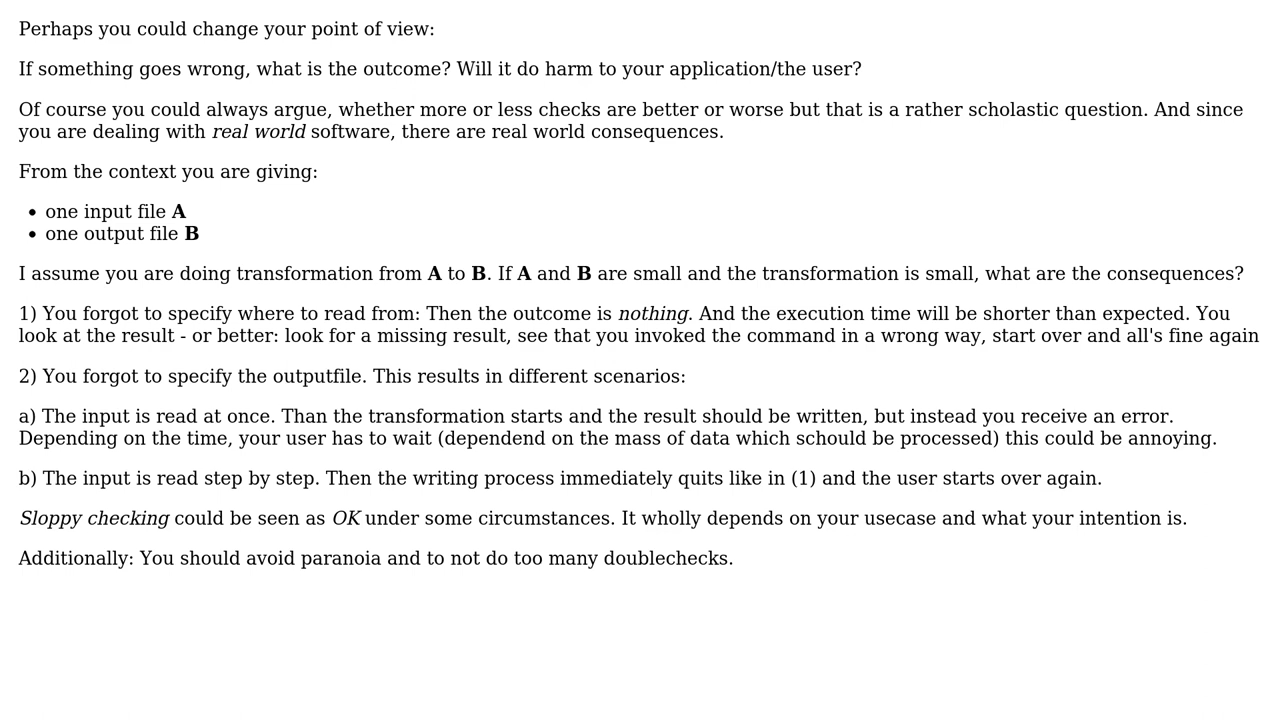 Perhaps you could change your point of view:
If something goes wrong, what is the outcome? Will it do harm to your application/the user?
Of course you could always argue, whether more or less checks are better or worse but that is a rather scholastic question. And since
you are dealing with real world software, there are real world consequences.
From the context you are giving:
• one input file A
• one output file B
I assume you are doing transformation from A to B. If A and B are small and the transformation is small, what are the consequences?
1) You forgot to specify where to read from: Then the outcome is nothing. And the execution time will be shorter than expected. You
look at the result - or better: look for a missing result, see that you invoked the command in a wrong way, start over and all's fine again
2) You forgot to specify the outputfile. This results in different scenarios:
a) The input is read at once. Than the transformation starts and the result should be written, but instead you receive an error.
Depending on the time, your user has to wait (dependend on the mass of data which schould be processed) this could be annoying.
b) The input is read step by step. Then the writing process immediately quits like in (1) and the user starts over again.
Sloppy checking could be seen as OK under some circumstances. It wholly depends on your usecase and what your intention is.
Additionally: You should avoid paranoia and to not do too many doublechecks.